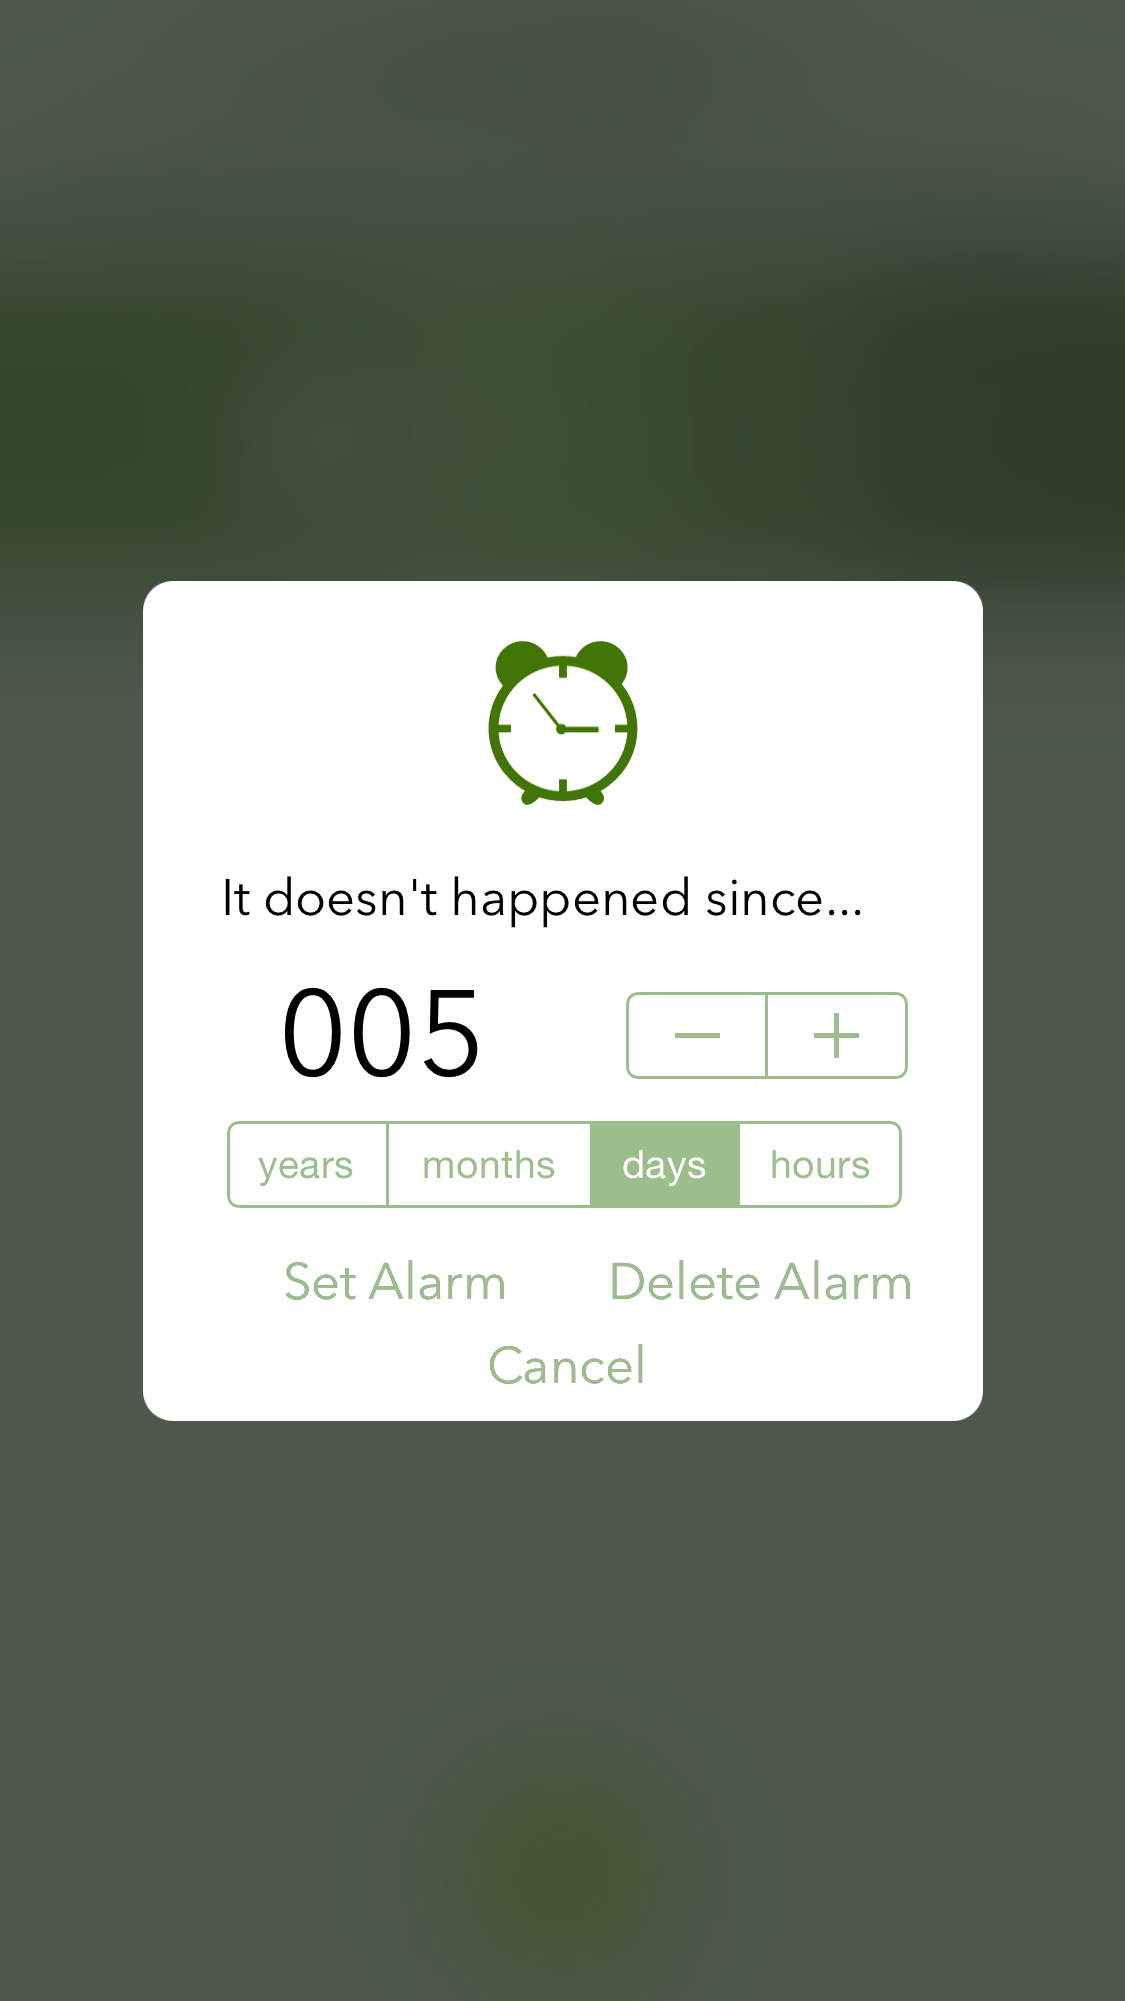 It doesn't happened since...
005
years months days hours
Set Alarm Delete Alarm
Cancel